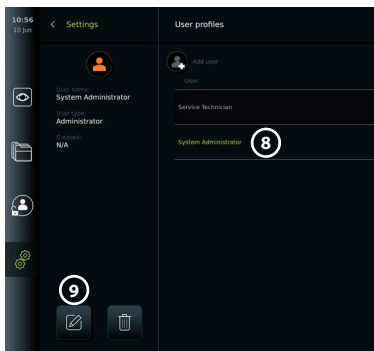 10:56
10 Jun
Settings
User profiles
Add user
User
User name:
System Administrator
User type:
Administrator
Created:
N/A
Service Technician
System Administrator
8
9